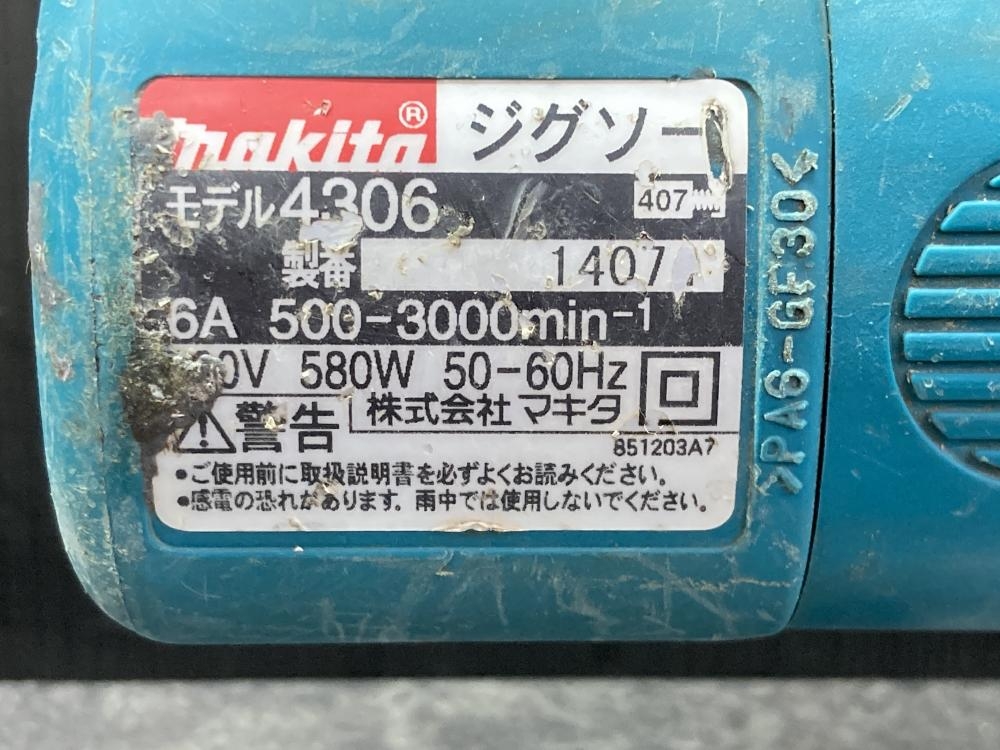 makita® ジグソー
モデル 4306 407
製番 1407
6A 500-3000min-1
0V 580W 50-60Hz
警告 株式会社 マキタ
851203A7
•ご使用前に取扱説明書を必ずよくお読みください。
•感電の恐れがあります。雨中では使用しないでください。
>PA6-GF30<